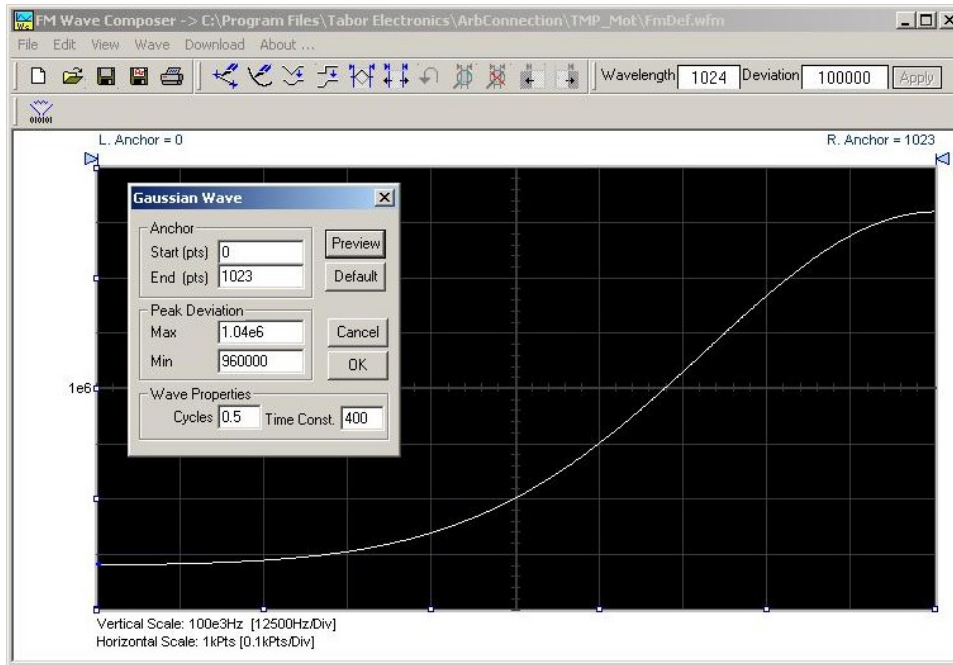 FM Wave Composer -> C:\Program Files\Tabor Electronics\ArbConnection\TMP_Mot\FmDef.wfm
File Edit View Wave Download About ...
Wavelength 1024 Deviation 100000 Apply
010101
L. Anchor = 0 R. Anchor = 1023
Gaussian Wave
Anchor
Start (pts) 0
End (pts) 1023
Preview
Default
Peak Deviation
Max 1.04e6
Min 960000
Cancel
OK
1e6
Wave Properties
Cycles 0.5 Time Const. 400
Vertical Scale: 100e3Hz [12500Hz/Div]
Horizontal Scale: 1kPts [0.1kPts/Div]